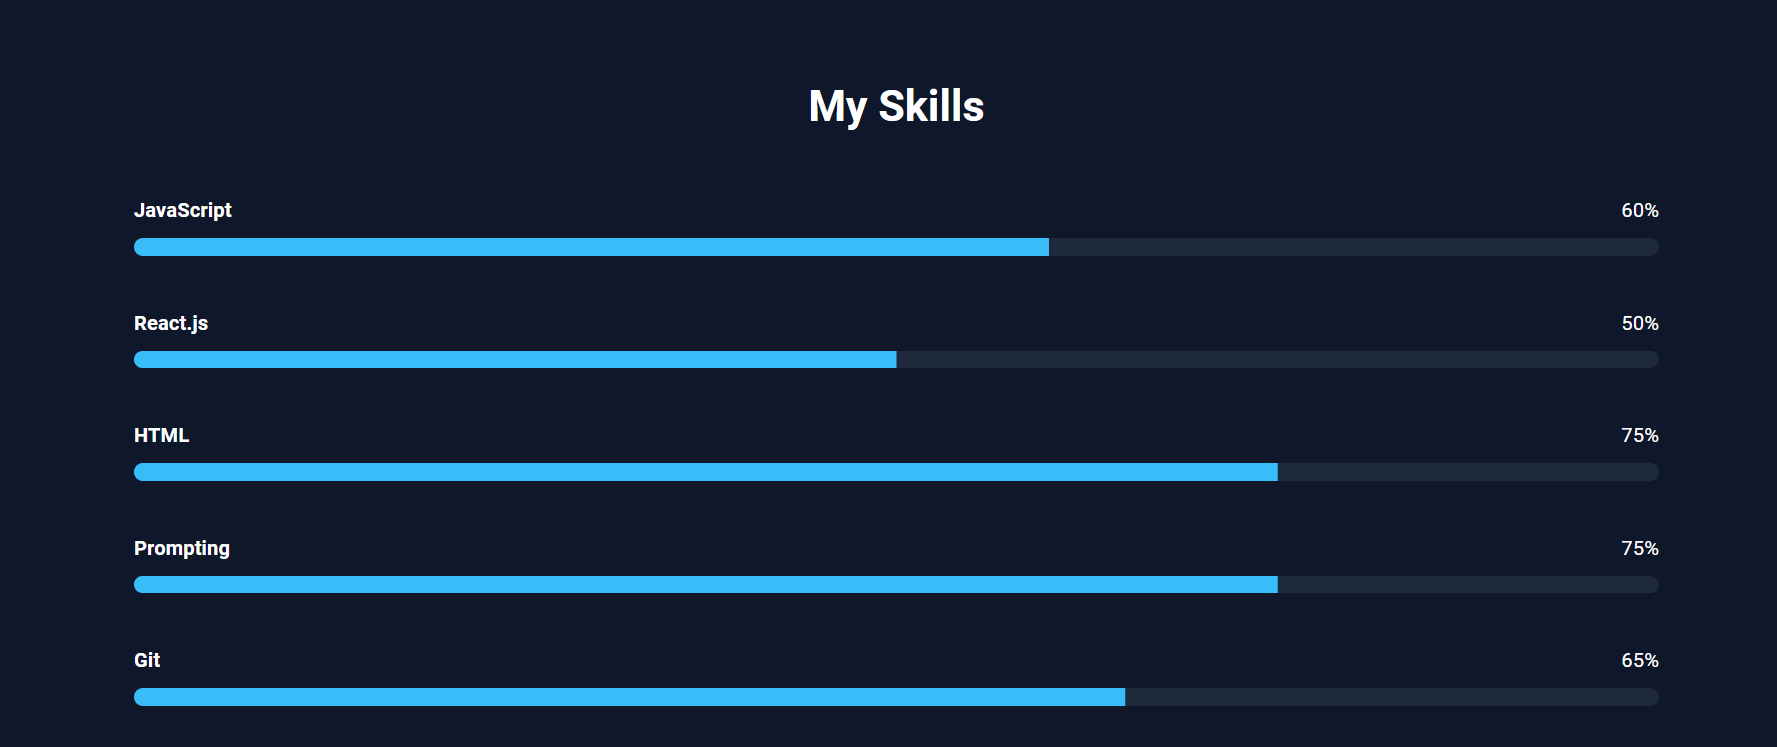 My Skills
JavaScript 60%
React.js 50%
HTML 75%
Prompting 75%
Git 65%